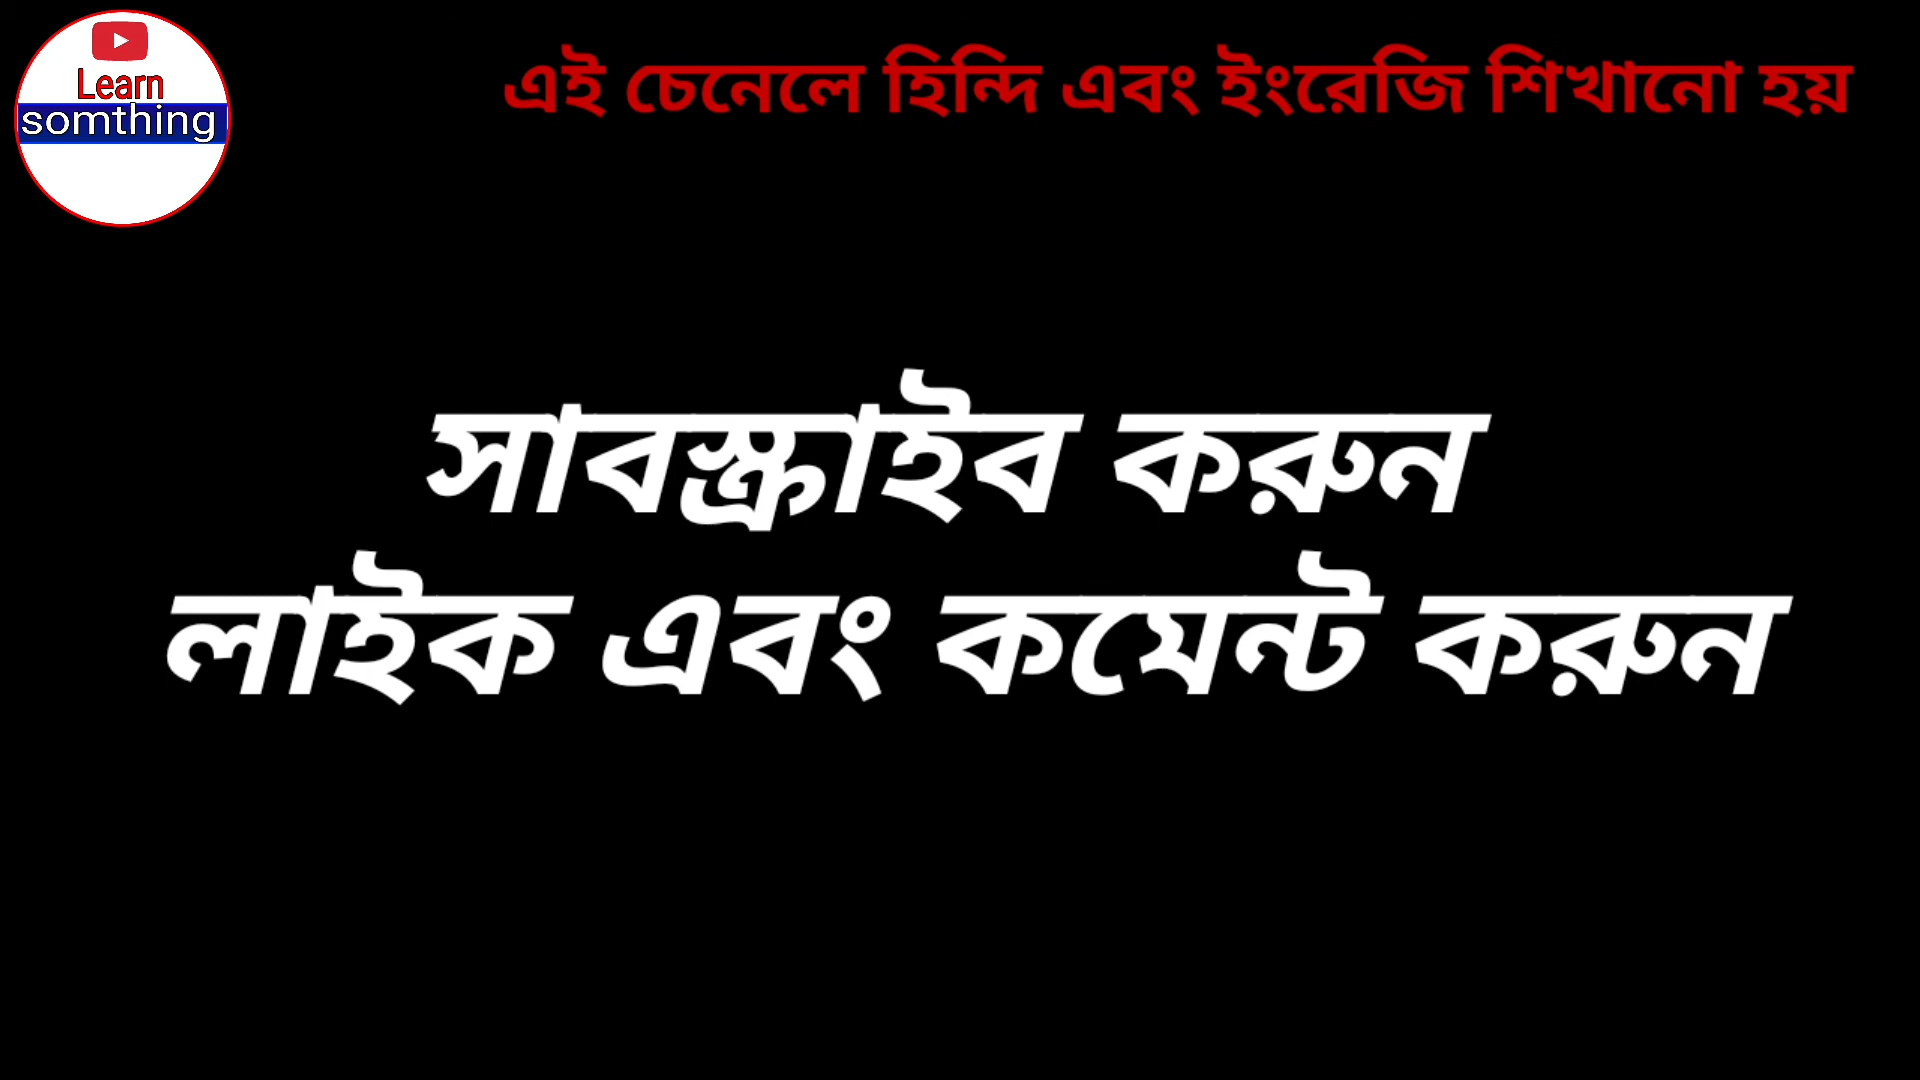 Learn
somthing
এই চেনেলে হিন্দি এবং ইংরেজি শিখানো হয়
সাবস্ক্রাইব করুন
লাইক এবং কমেন্ট করুন